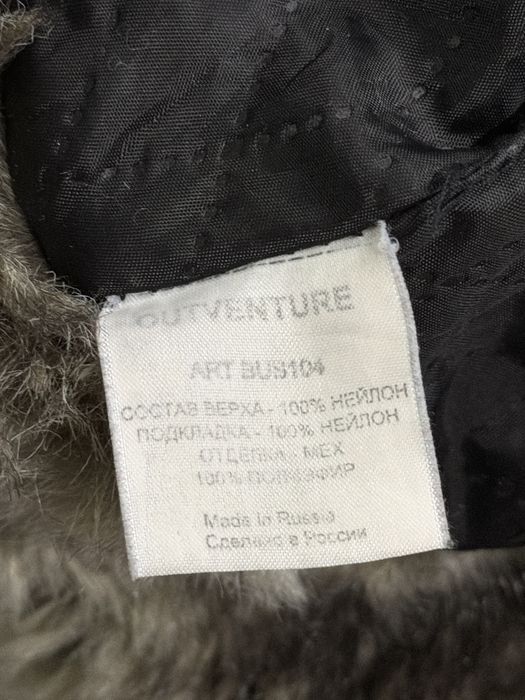 OUTVENTURE
ART BUS104
СОСТАВ ВЕРХА - 100% НЕЙЛОН
ПОДКЛАДКА - 100% НЕЙЛОН
ОТДЕЛКА - МЕХ
100% ПОЛИЭФИР
Made in Russia
Сделано в России